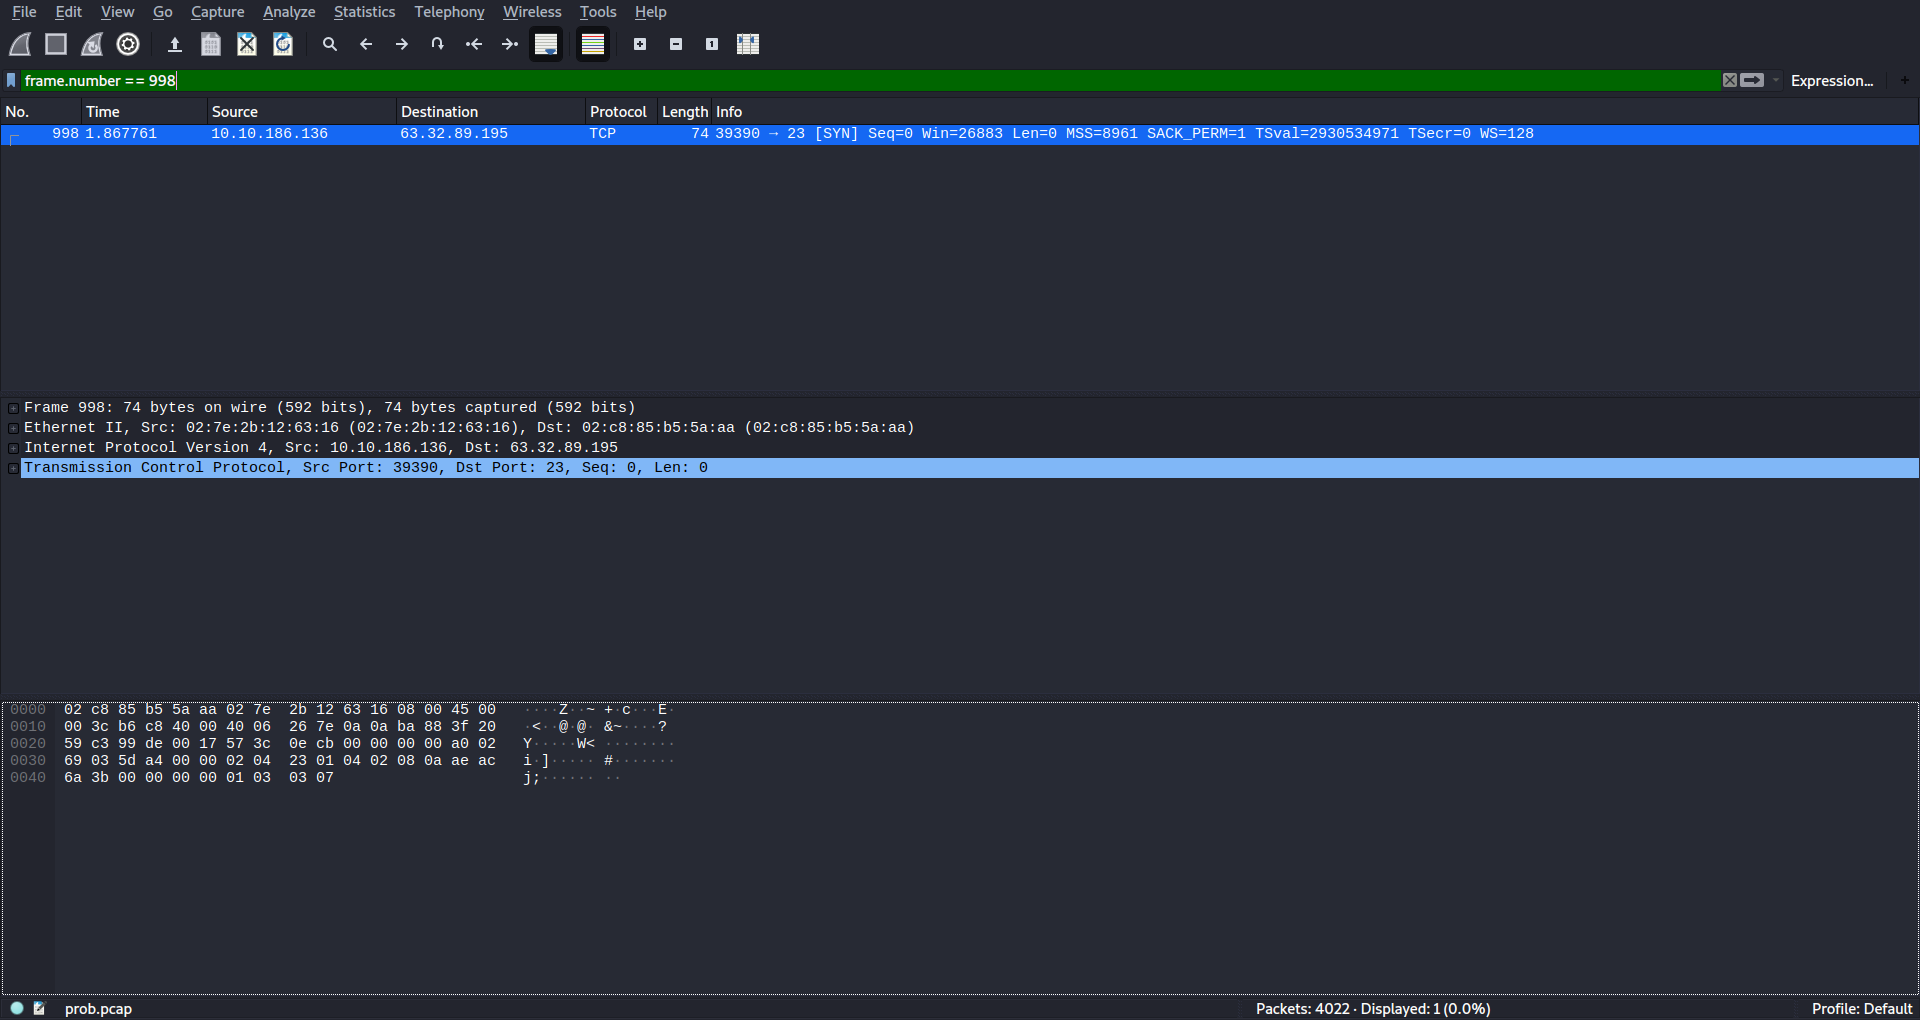 File Edit View Go Capture Analyze Statistics Telephony Wireless Tools Help
frame.number == 998 Expression… +
No. Time Source Destination Protocol Length Info
998 1.867761 10.10.186.136 63.32.89.195 TCP 74 39390 → 23 [SYN] Seq=0 Win=26883 Len=0 MSS=8961 SACK_PERM=1 TSval=2930534971 TSecr=0 WS=128
Frame 998: 74 bytes on wire (592 bits), 74 bytes captured (592 bits)
Ethernet II, Src: 02:7e:2b:12:63:16 (02:7e:2b:12:63:16), Dst: 02:c8:85:b5:5a:aa (02:c8:85:b5:5a:aa)
Internet Protocol Version 4, Src: 10.10.186.136, Dst: 63.32.89.195
Transmission Control Protocol, Src Port: 39390, Dst Port: 23, Seq: 0, Len: 0
0000 02 c8 85 b5 5a aa 02 7e 2b 12 63 16 08 00 45 00 ····Z··~ +·c···E·
0010 00 3c b6 c8 40 00 40 06 26 7e 0a 0a ba 88 3f 20 ·<··@·@· &~····?
0020 59 c3 99 de 00 17 57 3c 0e cb 00 00 00 00 a0 02 Y·····W< ········
0030 69 03 5d a4 00 00 02 04 23 01 04 02 08 0a ae ac i·]····· #·······
0040 6a 3b 00 00 00 00 01 03 03 07 j;······ ··
prob.pcap Packets: 4022 · Displayed: 1 (0.0%) Profile: Default